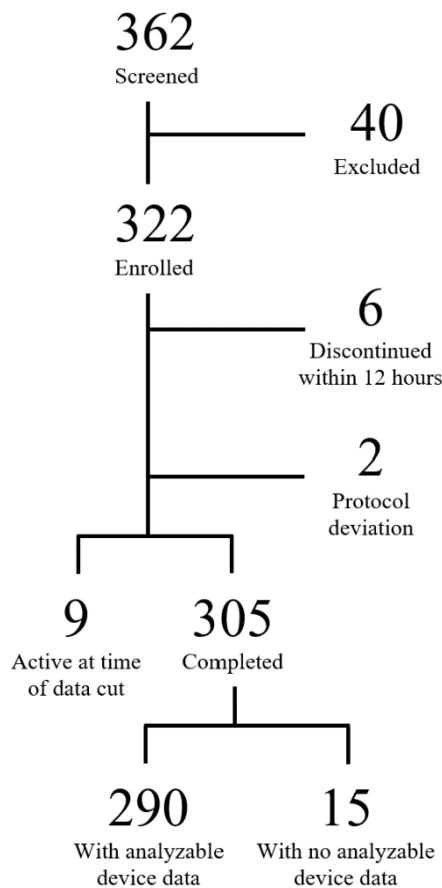 362
Screened
40
Excluded
322
Enrolled
6
Discontinued
within 12 hours
2
Protocol
deviation
9
Active at time
of data cut
305
Completed
290
With analyzable
device data
15
With no analyzable
device data